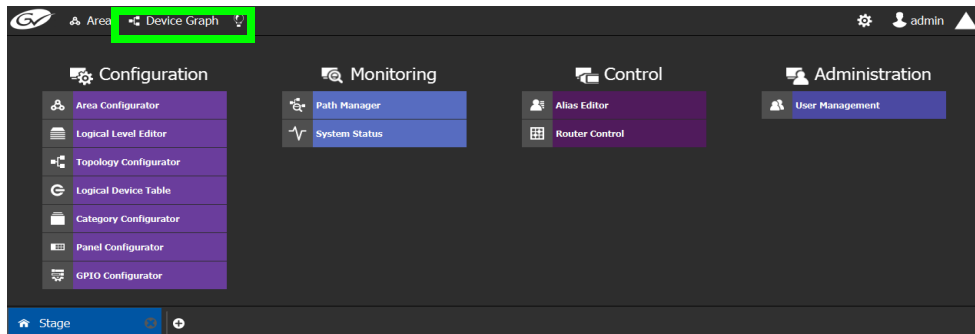 GV Area Device Graph admin
Configuration Monitoring Control Administration
Area Configurator Path Manager Alias Editor User Management
Logical Level Editor System Status Router Control
Topology Configurator
Logical Device Table
Category Configurator
Panel Configurator
GPIO Configurator
Stage